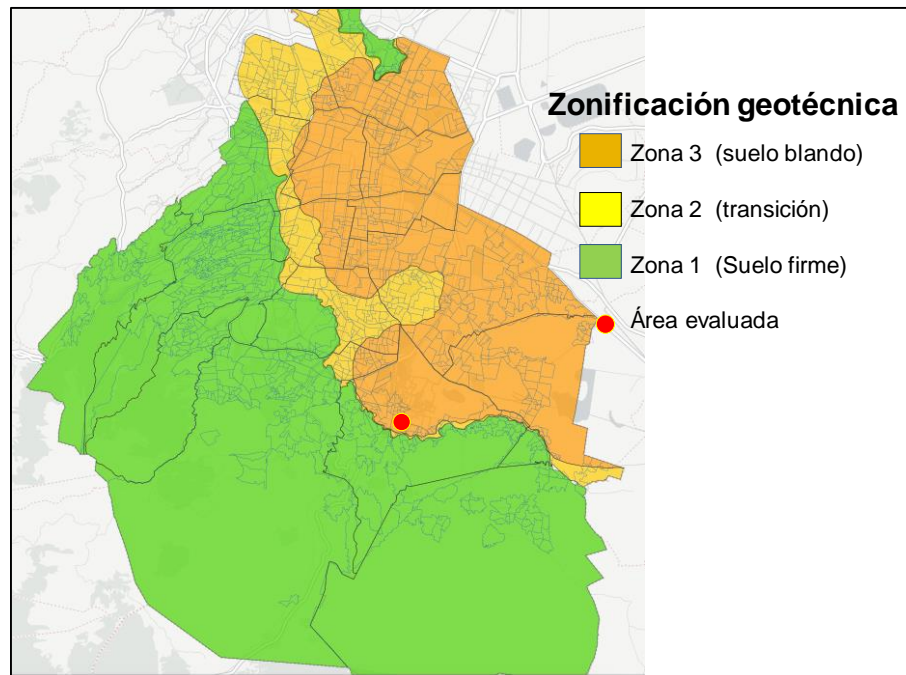 Zonificación geotécnica
Zona 3 (suelo blando)
Zona 2 (transición)
Zona 1 (Suelo firme)
Área evaluada